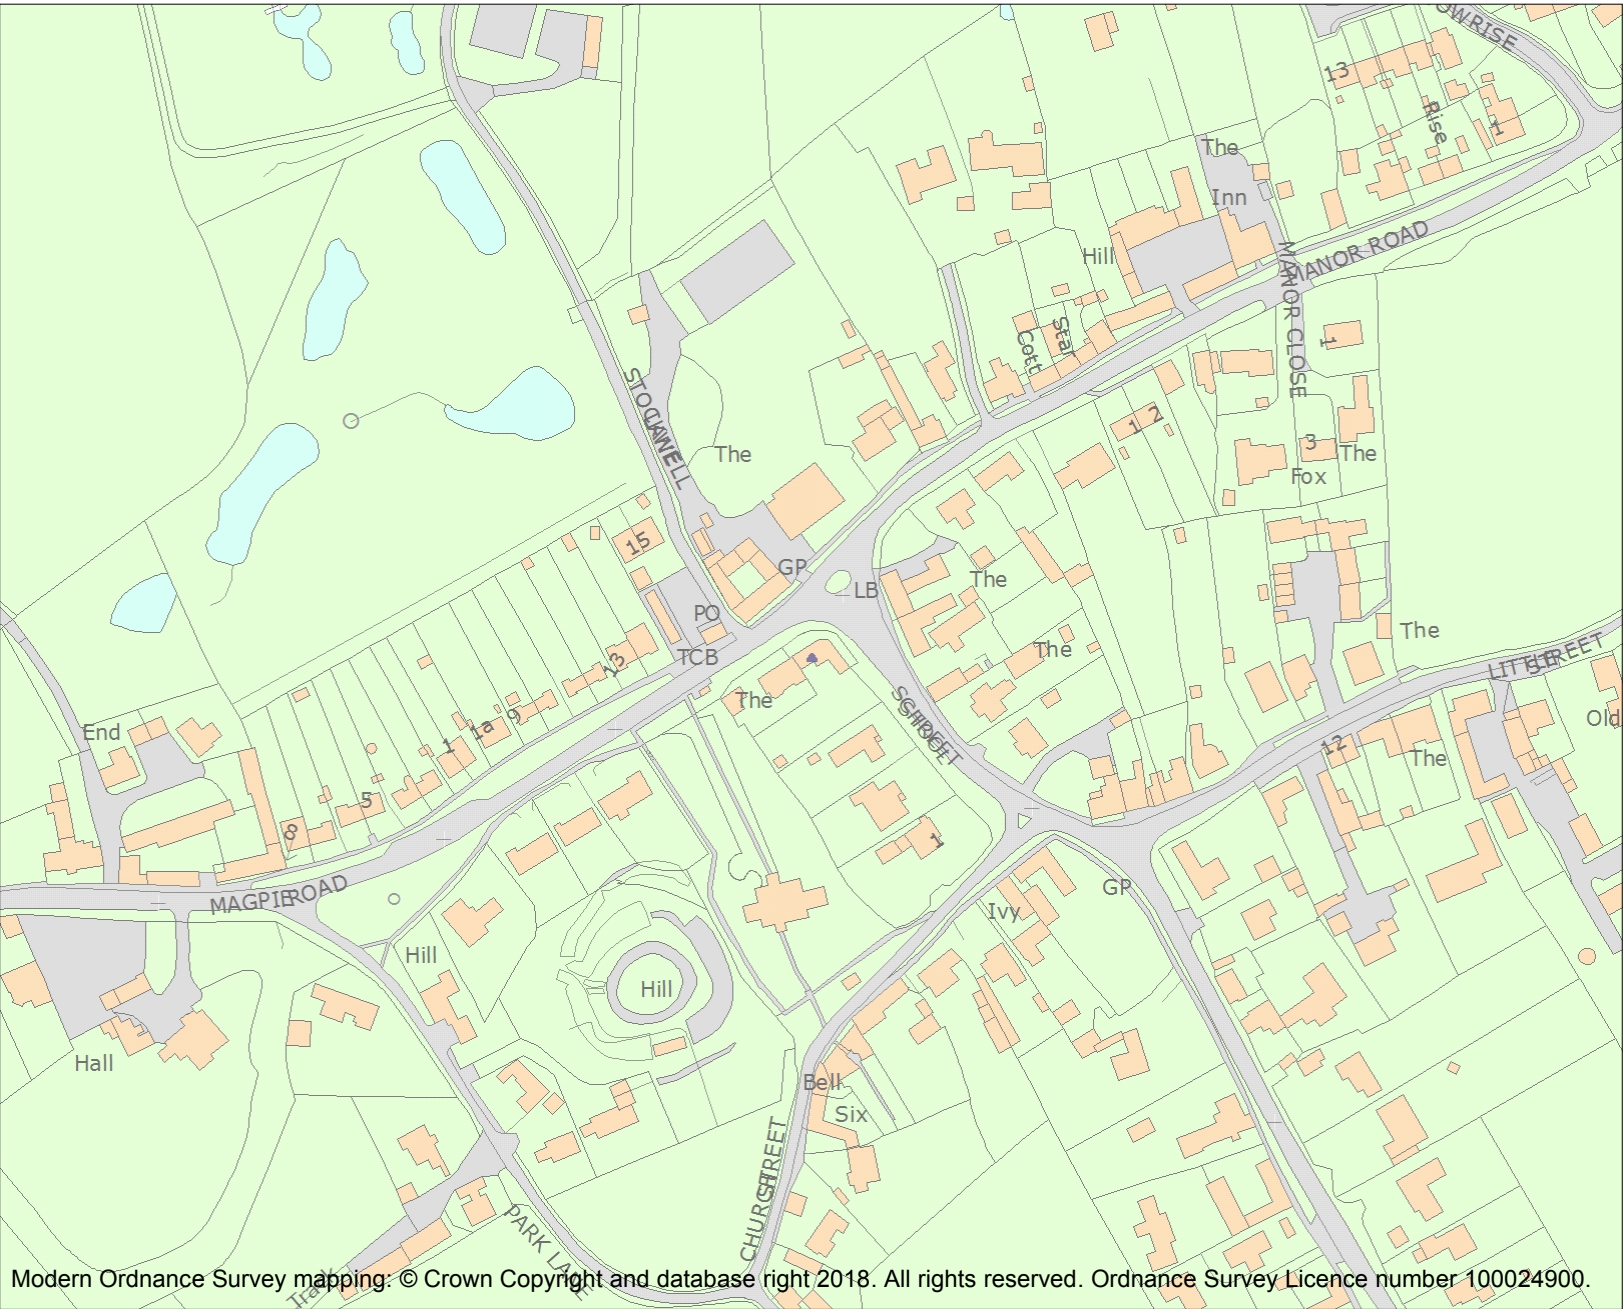 OWRISE
13
Rise
1
The
Inn
Hill
MANOR ROAD
MANOR CLOSE
Star
Cott
1
STOCKWELL
LANE
The
1 2
3
The
Fox
15
GP
The
LB
PO
The
The
13
TCB
LITTLE
STREET
The
SCHOOL
STREET
End
9
1a
1
Old
12
The
5
8
1
MAGPIE ROAD
GP
Ivy
Hill
Hill
Hall
Bell
Six
CHURCH
STREET
PARK LANE
Track
Modern Ordnance Survey mapping: © Crown Copyright and database right 2018. All rights reserved. Ordnance Survey Licence number 100024900.